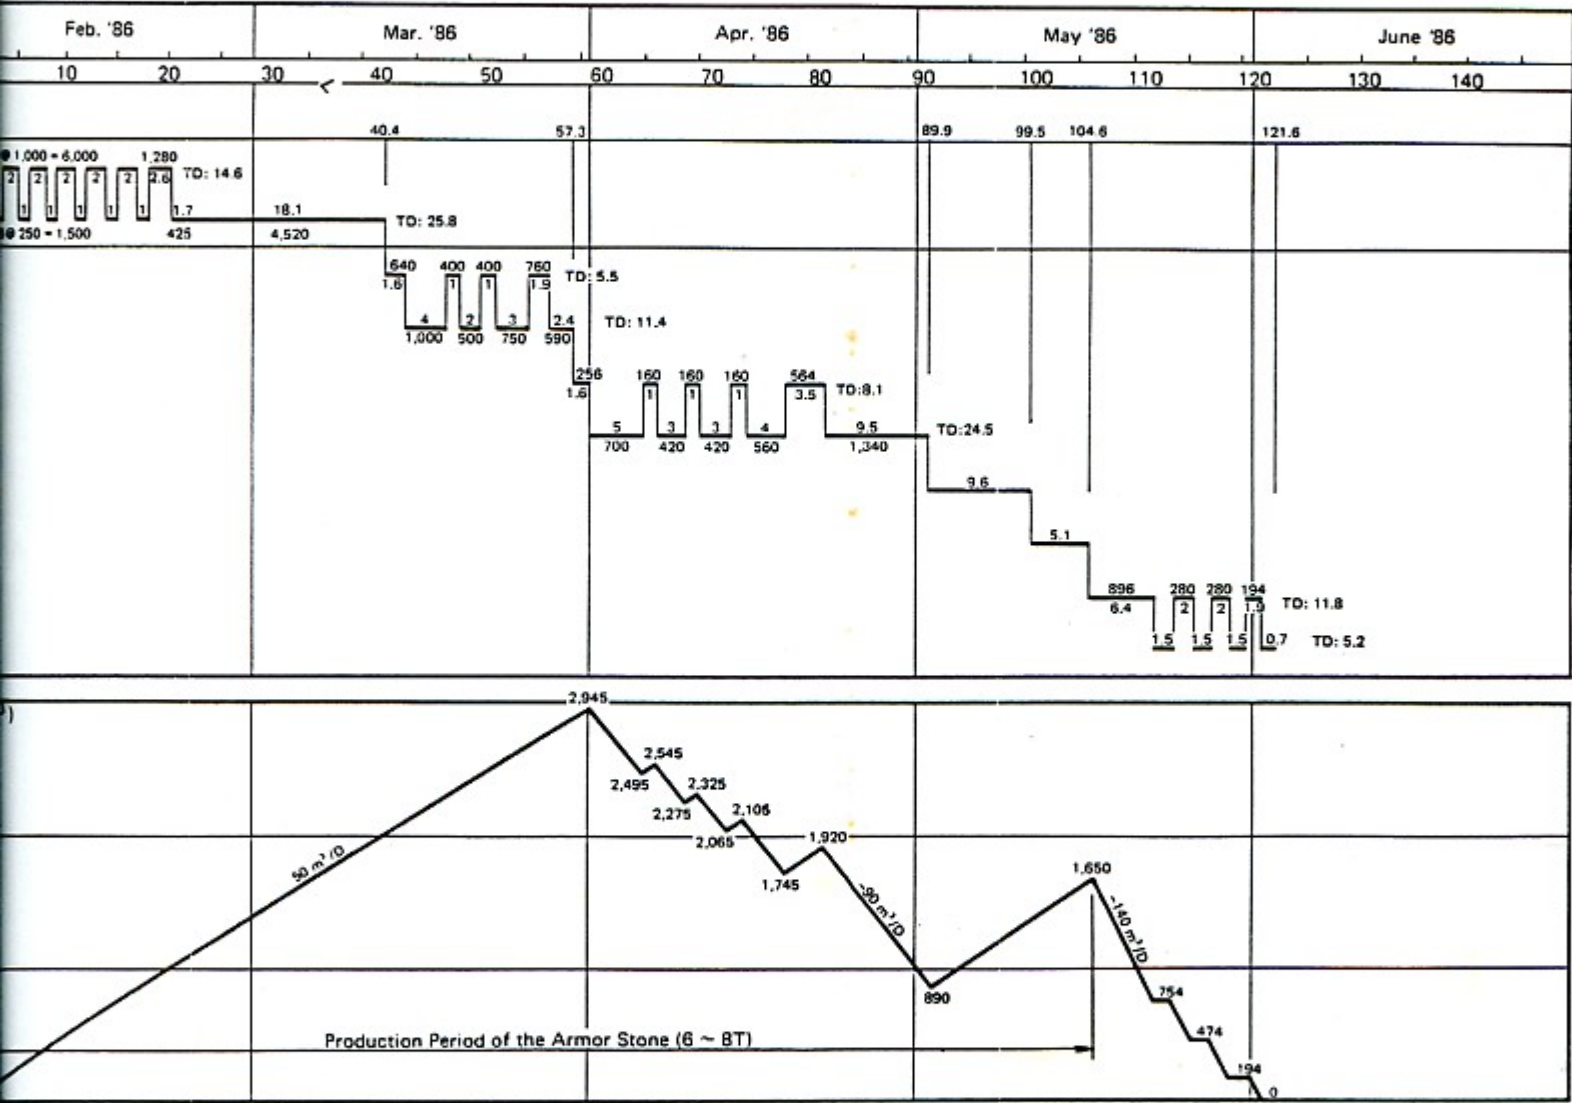 Feb. '86 Mar. '86 Apr. '86 May '86 June '86
10 20 30 40 50 60 70 80 90 100 110 120 130 140
40.4 57.3 89.9 99.5 104.6 121.6
@ 1,000 = 6,000 1,280
2 2 2 2 2 2.6 TD: 14.6
1 1 1 1 1 1 1.7 18.1 TD: 25.8
@ 250 = 1,500 425 4,520
640 400 400 760 TD: 5.5
1.6 1 1 1.9
4 2 3 2.4 TD: 11.4
1,000 500 750 590
256 160 160 160 564 TD:8.1
1.6 1 1 1 3.5
5 3 3 4 9.5 TD:24.5
700 420 420 560 1,340
9.6
5.1
896 280 280 194 TD: 11.8
6.4 2 2 1.9
1.5 1.5 1.5 0.7 TD: 5.2
)
2,945
2,545
2,495 2,325
2,275 2,105
2,065 1,920
50 m³/D 1,745 -90 m³/D 1,650
-140 m³/D
890 754
474
Production Period of the Armor Stone (6 ~ 8T)
194
0